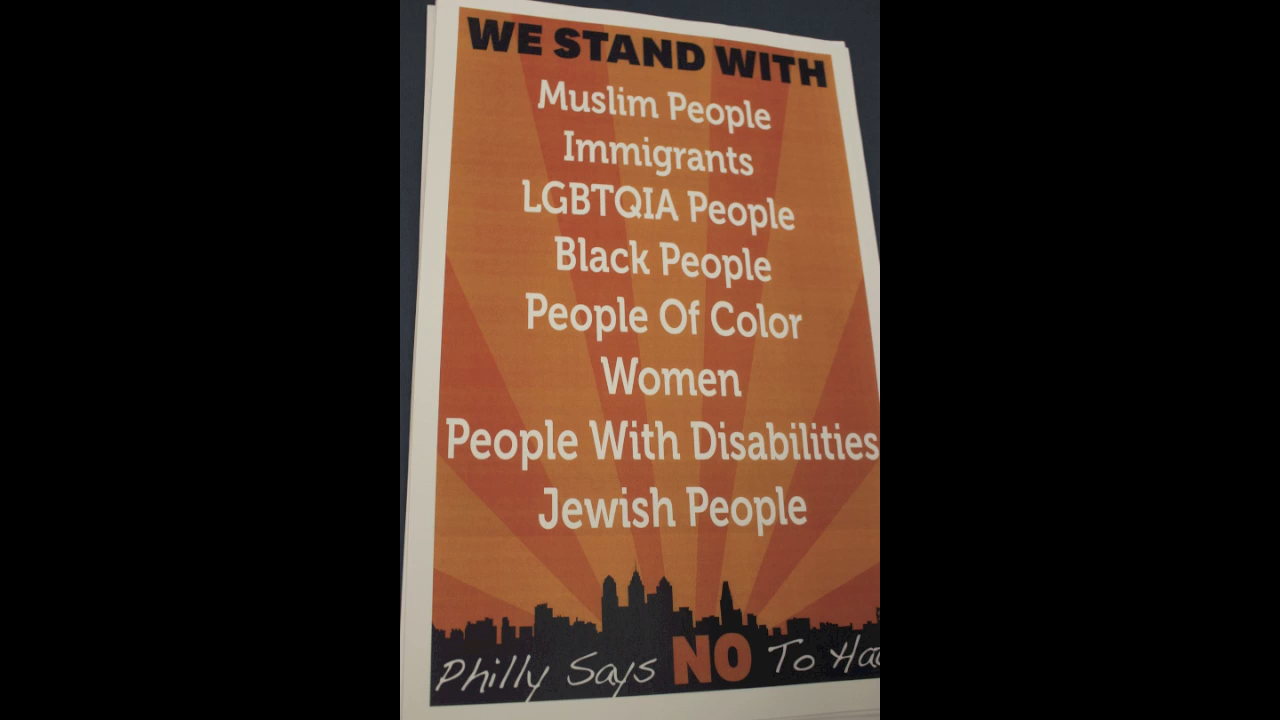 WE STAND WITH
Muslim People
Immigrants
LGBTQIA People
Black People
People Of Color
Women
People With Disabilities
Jewish People
Philly Says NO To